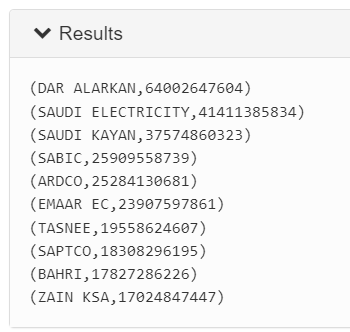 Results
(DAR ALARKAN,64002647604)
(SAUDI ELECTRICITY,41411385834)
(SAUDI KAYAN,37574860323)
(SABIC,25909558739)
(ARDCO,25284130681)
(EMAAR EC,23907597861)
(TASNEE,19558624607)
(SAPTCO,18308296195)
(BAHRI,17827286226)
(ZAIN KSA,17024847447)